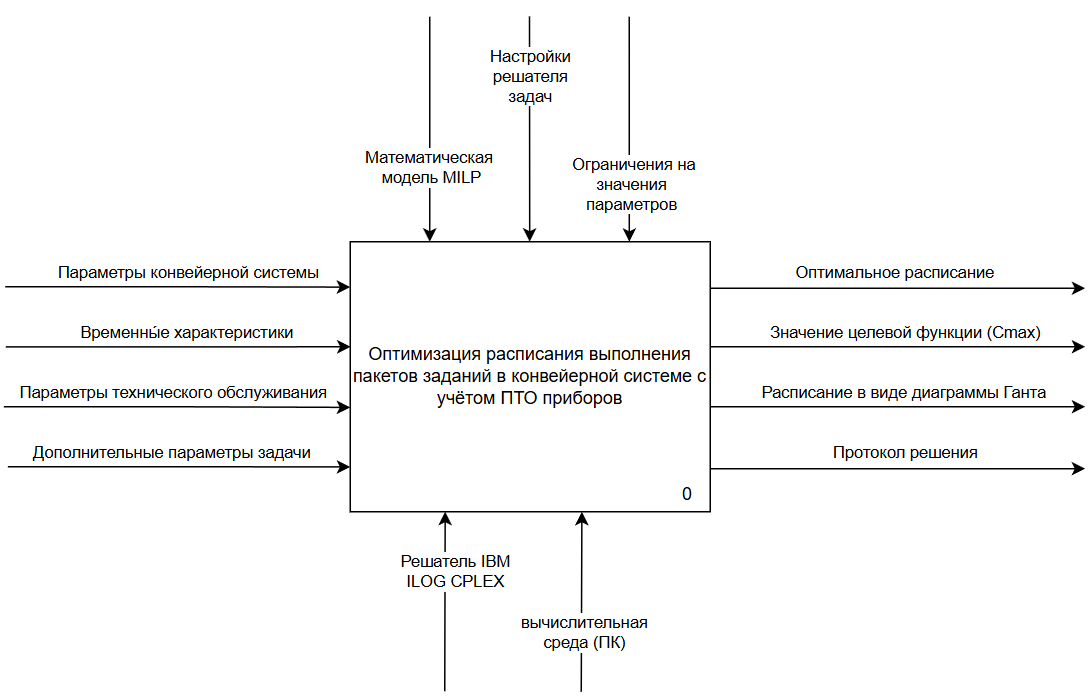 Настройки
решателя
задач
Математическая
модель MILP
Ограничения на
значения
параметров
Параметры конвейерной системы
Временны́е характеристики
Параметры технического обслуживания
Дополнительные параметры задачи
Оптимизация расписания выполнения
пакетов заданий в конвейерной системе с
учётом ПТО приборов
0
Оптимальное расписание
Значение целевой функции (Cmax)
Расписание в виде диаграммы Ганта
Протокол решения
Решатель IBM
ILOG CPLEX
вычислительная
среда (ПК)